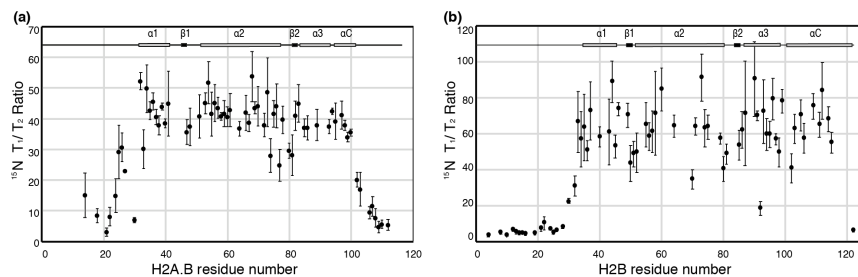 (a)
α1 β1 α2 β2 α3 αC
70
60
50
40
30
20
10
0
¹⁵N T₁/T₂ Ratio
0 20 40 60 80 100 120
H2A.B residue number
(b)
α1 β1 α2 β2 α3 αC
120
100
80
60
40
20
0
¹⁵N T₁/T₂ Ratio
0 20 40 60 80 100 120
H2B residue number